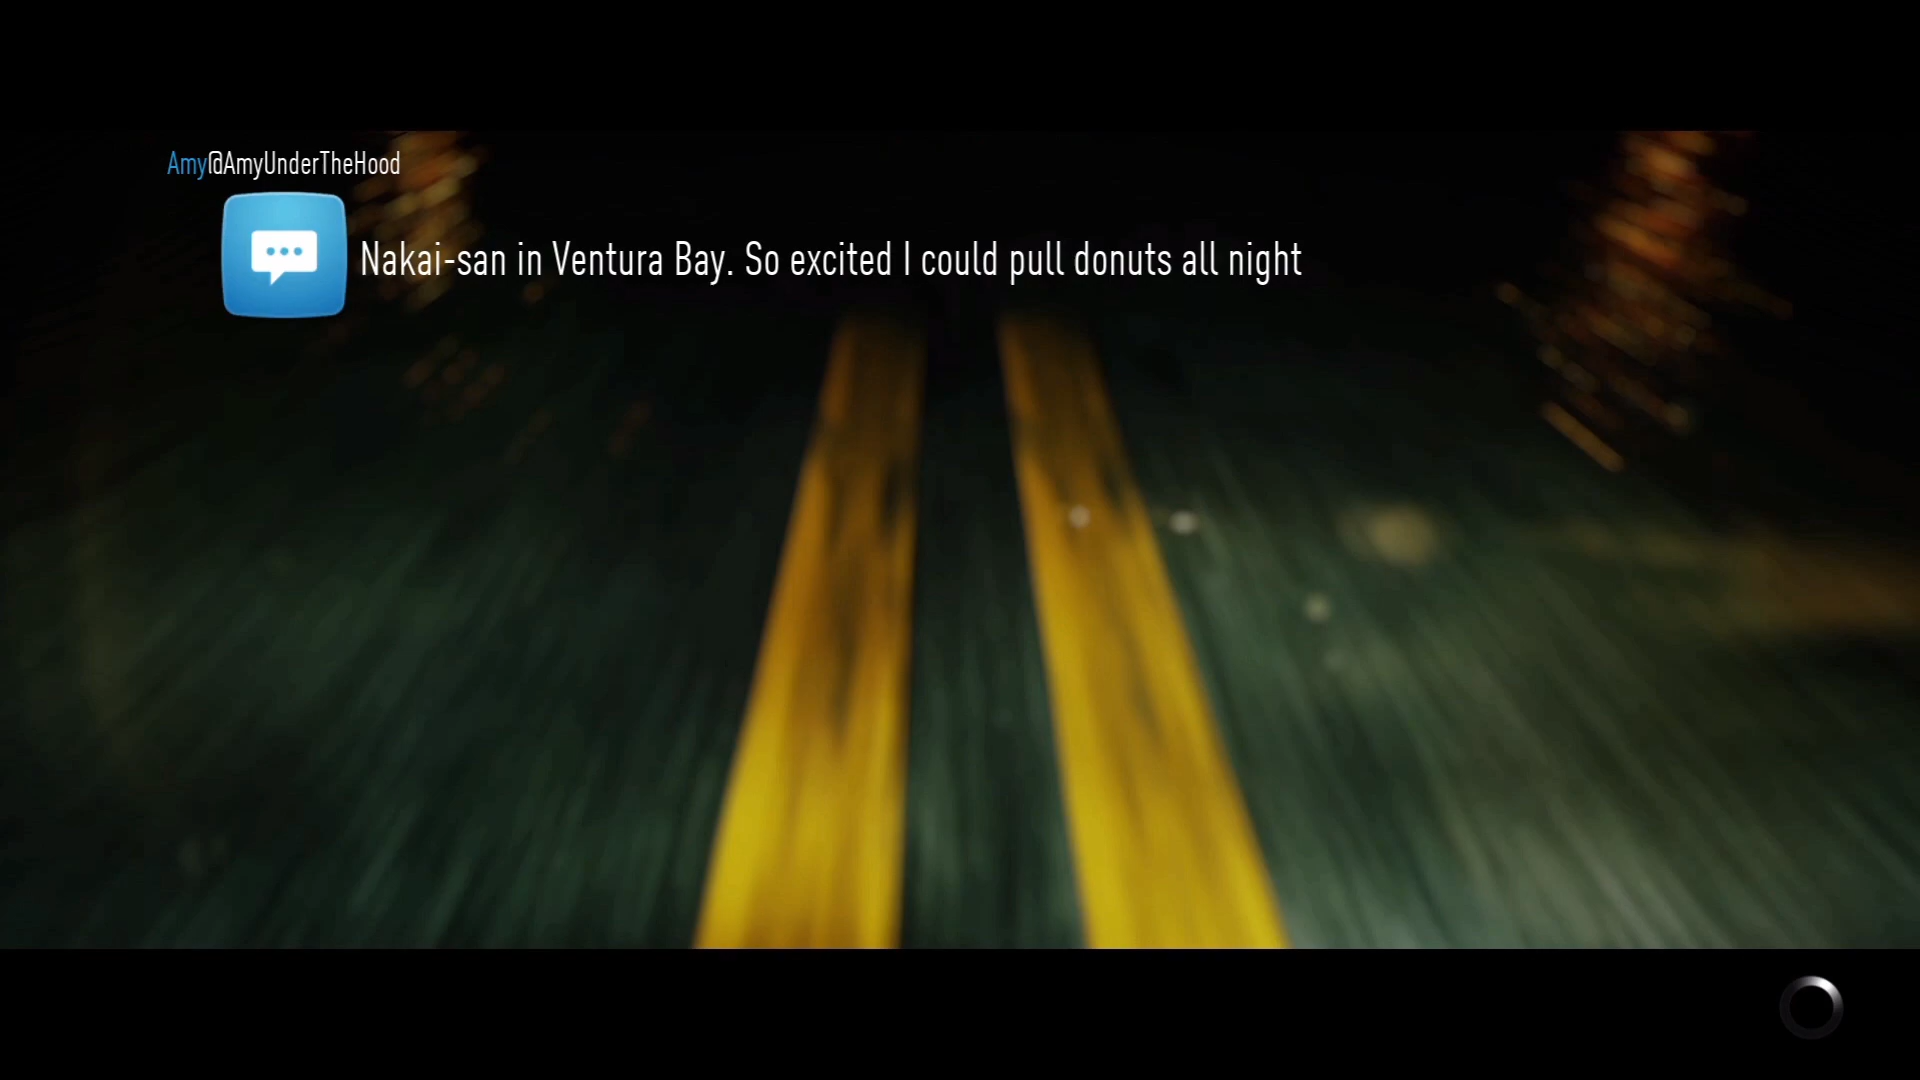 Amy@AmyUnderTheHood
Nakai-san in Ventura Bay. So excited I could pull donuts all night